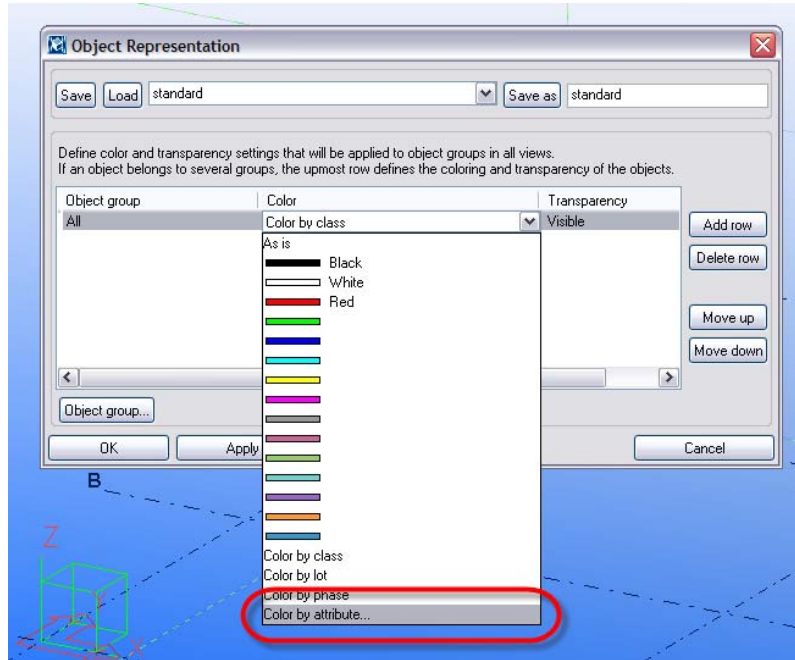 Object Representation
Save Load standard Save as standard
Define color and transparency settings that will be applied to object groups in all views.
If an object belongs to several groups, the upmost row defines the coloring and transparency of the objects.
Object group Color Transparency
All Color by class Visible
Add row
Delete row
Move up
Move down
As is
Black
White
Red
Color by class
Color by lot
Color by phase
Color by attribute...
Object group...
OK Apply Cancel
B
Z
X